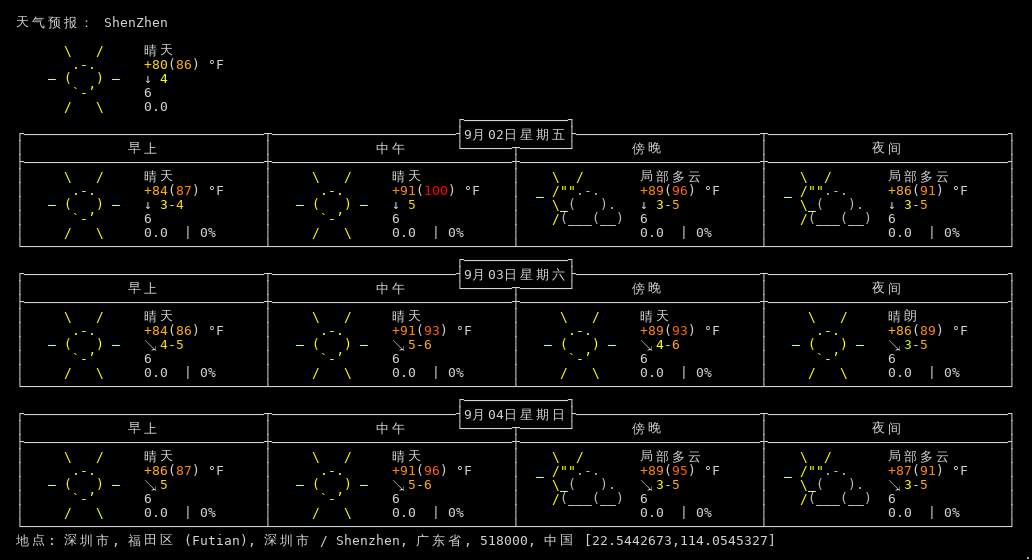 天气预报： ShenZhen
晴天
+80(86) °F
↓ 4
6
0.0
9月02日星期五
早上 中午 傍晚 夜间
晴天 晴天 局部多云 局部多云
+84(87) °F +91(100) °F +89(96) °F +86(91) °F
↓ 3-4 ↓ 5 ↓ 3-5 ↓ 3-5
6 6 6 6
0.0 | 0% 0.0 | 0% 0.0 | 0% 0.0 | 0%
9月03日星期六
早上 中午 傍晚 夜间
晴天 晴天 晴天 晴朗
+84(86) °F +91(93) °F +89(93) °F +86(89) °F
↘ 4-5 ↘ 5-6 ↘ 4-6 ↘ 3-5
6 6 6 6
0.0 | 0% 0.0 | 0% 0.0 | 0% 0.0 | 0%
9月04日星期日
早上 中午 傍晚 夜间
晴天 晴天 局部多云 局部多云
+86(87) °F +91(96) °F +89(95) °F +87(91) °F
↘ 5 ↘ 5-6 ↘ 3-5 ↘ 3-5
6 6 6 6
0.0 | 0% 0.0 | 0% 0.0 | 0% 0.0 | 0%
地点: 深圳市, 福田区 (Futian), 深圳市 / Shenzhen, 广东省, 518000, 中国 [22.5442673,114.0545327]